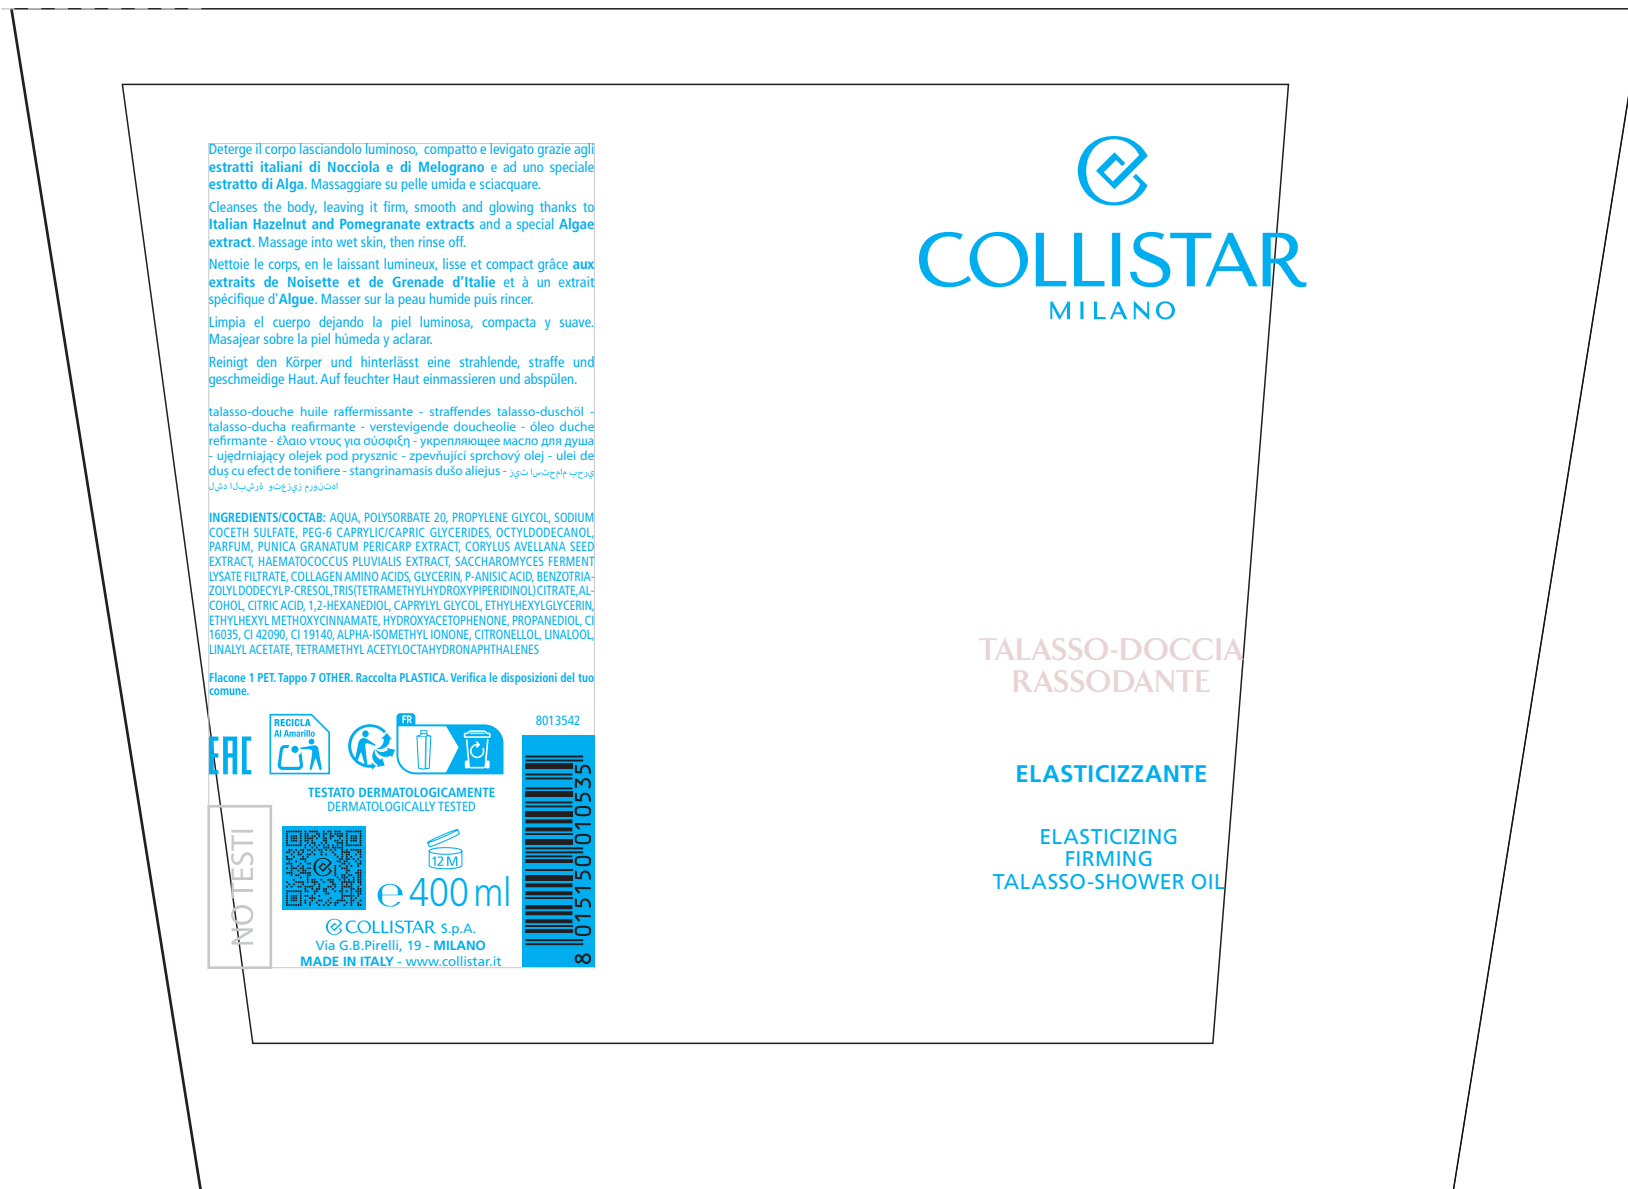 Deterge il corpo lasciandolo luminoso, compatto e levigato grazie agli
estratti italiani di Nocciola e di Melograno e ad uno speciale
estratto di Alga. Massaggiare su pelle umida e sciacquare.
Cleanses the body, leaving it firm, smooth and glowing thanks to
Italian Hazelnut and Pomegranate extracts and a special Algae
extract. Massage into wet skin, then rinse off.
Nettoie le corps, en le laissant lumineux, lisse et compact grâce aux
extraits de Noisette et de Grenade d'Italie et à un extrait
spécifique d'Algue. Masser sur la peau humide puis rincer.
Limpia el cuerpo dejando la piel luminosa, compacta y suave.
Masajear sobre la piel húmeda y aclarar.
Reinigt den Körper und hinterlässt eine strahlende, straffe und
geschmeidige Haut. Auf feuchter Haut einmassieren und abspülen.
talasso-douche huile raffermissante - straffendes talasso-duschöl -
talasso-ducha reafirmante - verstevigende doucheolie - óleo duche
refirmante - έλαιο ντους για σύσφιξη - укрепляющее масло для душа
- ujędrniający olejek pod prysznic - zpevňující sprchový olej - ulei de
duș cu efect de tonifiere - stangrinamasis dušo aliejus - يرحب مامحتسا تيز
اهتنورم زيزعتو ةرشبلا دشل
INGREDIENTS/COCTAB: AQUA, POLYSORBATE 20, PROPYLENE GLYCOL, SODIUM
COCETH SULFATE, PEG-6 CAPRYLIC/CAPRIC GLYCERIDES, OCTYLDODECANOL,
PARFUM, PUNICA GRANATUM PERICARP EXTRACT, CORYLUS AVELLANA SEED
EXTRACT, HAEMATOCOCCUS PLUVIALIS EXTRACT, SACCHAROMYCES FERMENT
LYSATE FILTRATE, COLLAGEN AMINO ACIDS, GLYCERIN, P-ANISIC ACID, BENZOTRIA-
ZOLYL DODECYL P-CRESOL, TRIS(TETRAMETHYLHYDROXYPIPERIDINOL) CITRATE, AL-
COHOL, CITRIC ACID, 1,2-HEXANEDIOL, CAPRYLYL GLYCOL, ETHYLHEXYLGLYCERIN,
ETHYLHEXYL METHOXYCINNAMATE, HYDROXYACETOPHENONE, PROPANEDIOL, CI
16035, CI 42090, CI 19140, ALPHA-ISOMETHYL IONONE, CITRONELLOL, LINALOOL,
LINALYL ACETATE, TETRAMETHYL ACETYLOCTAHYDRONAPHTHALENES
Flacone 1 PET. Tappo 7 OTHER. Raccolta PLASTICA. Verifica le disposizioni del tuo
comune.
EAC
RECICLA
Al Amarillo
FR
8013542
TESTATO DERMATOLOGICAMENTE
DERMATOLOGICALLY TESTED
NO TESTI
12 M
℮ 400 ml
8 015150 010535
COLLISTAR S.p.A.
Via G.B.Pirelli, 19 - MILANO
MADE IN ITALY - www.collistar.it
COLLISTAR
MILANO
TALASSO-DOCCIA
RASSODANTE
ELASTICIZZANTE
ELASTICIZING
FIRMING
TALASSO-SHOWER OIL